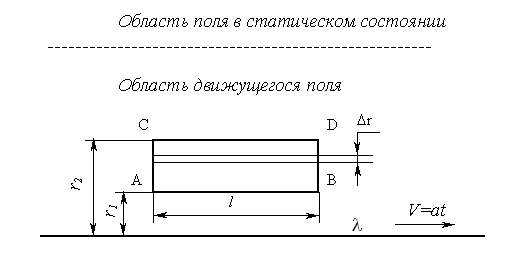 Область поля в статическом состоянии
Область движущегося поля
C D Δr
r2 A B
r1 l
λ V=at